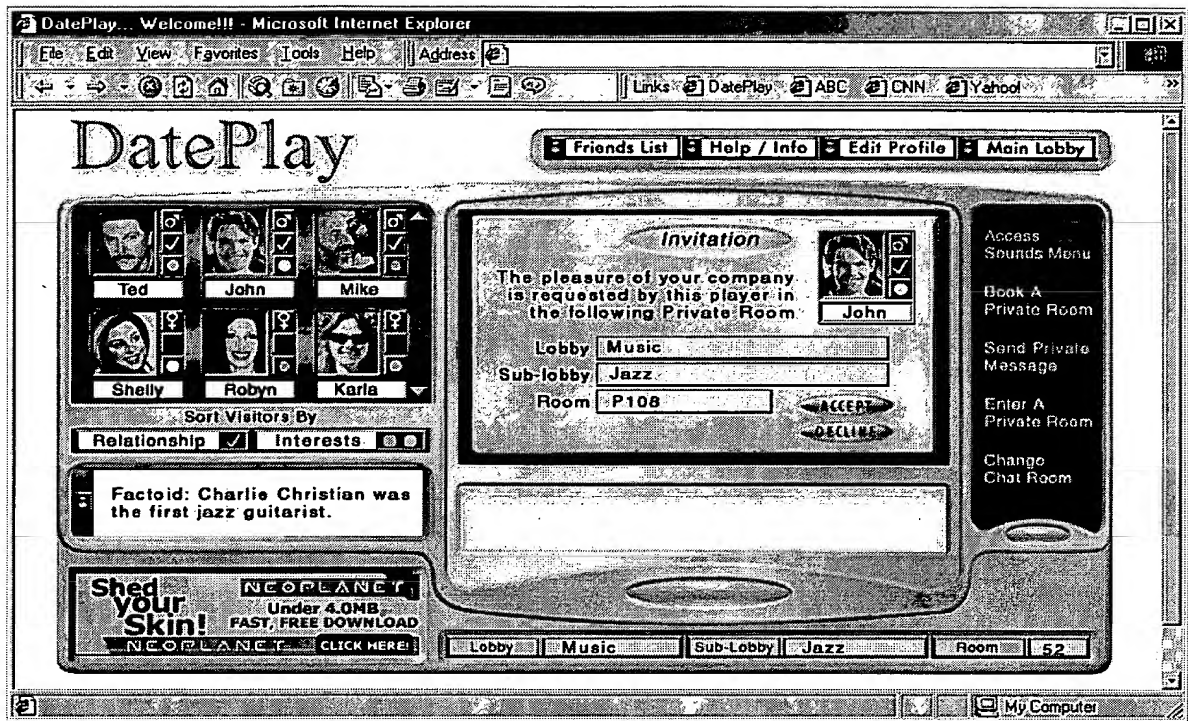 DatePlay... Welcome!!! - Microsoft Internet Explorer
File Edit View Favorites Tools Help Address
Links DatePlay ABC CNN Yahoo!
DatePlay
Friends List Help / Info Edit Profile Main Lobby
Ted John Mike
Shelly Robyn Karla
Sort Visitors By
Relationship Interests
Factoid: Charlie Christian was
the first jazz guitarist.
Shed
your
Skin!
NEOPLANET
Under 4.0MB
FAST, FREE DOWNLOAD
NEOPLANET CLICK HERE!
Invitation
The pleasure of your company
is requested by this player in
the following Private Room
John
Lobby Music
Sub-lobby Jazz
Room P108
ACCEPT
DECLINE
Access
Sounds Menu
Book A
Private Room
Send Private
Message
Enter A
Private Room
Change
Chat Room
Lobby Music Sub-Lobby Jazz Room 52
My Computer